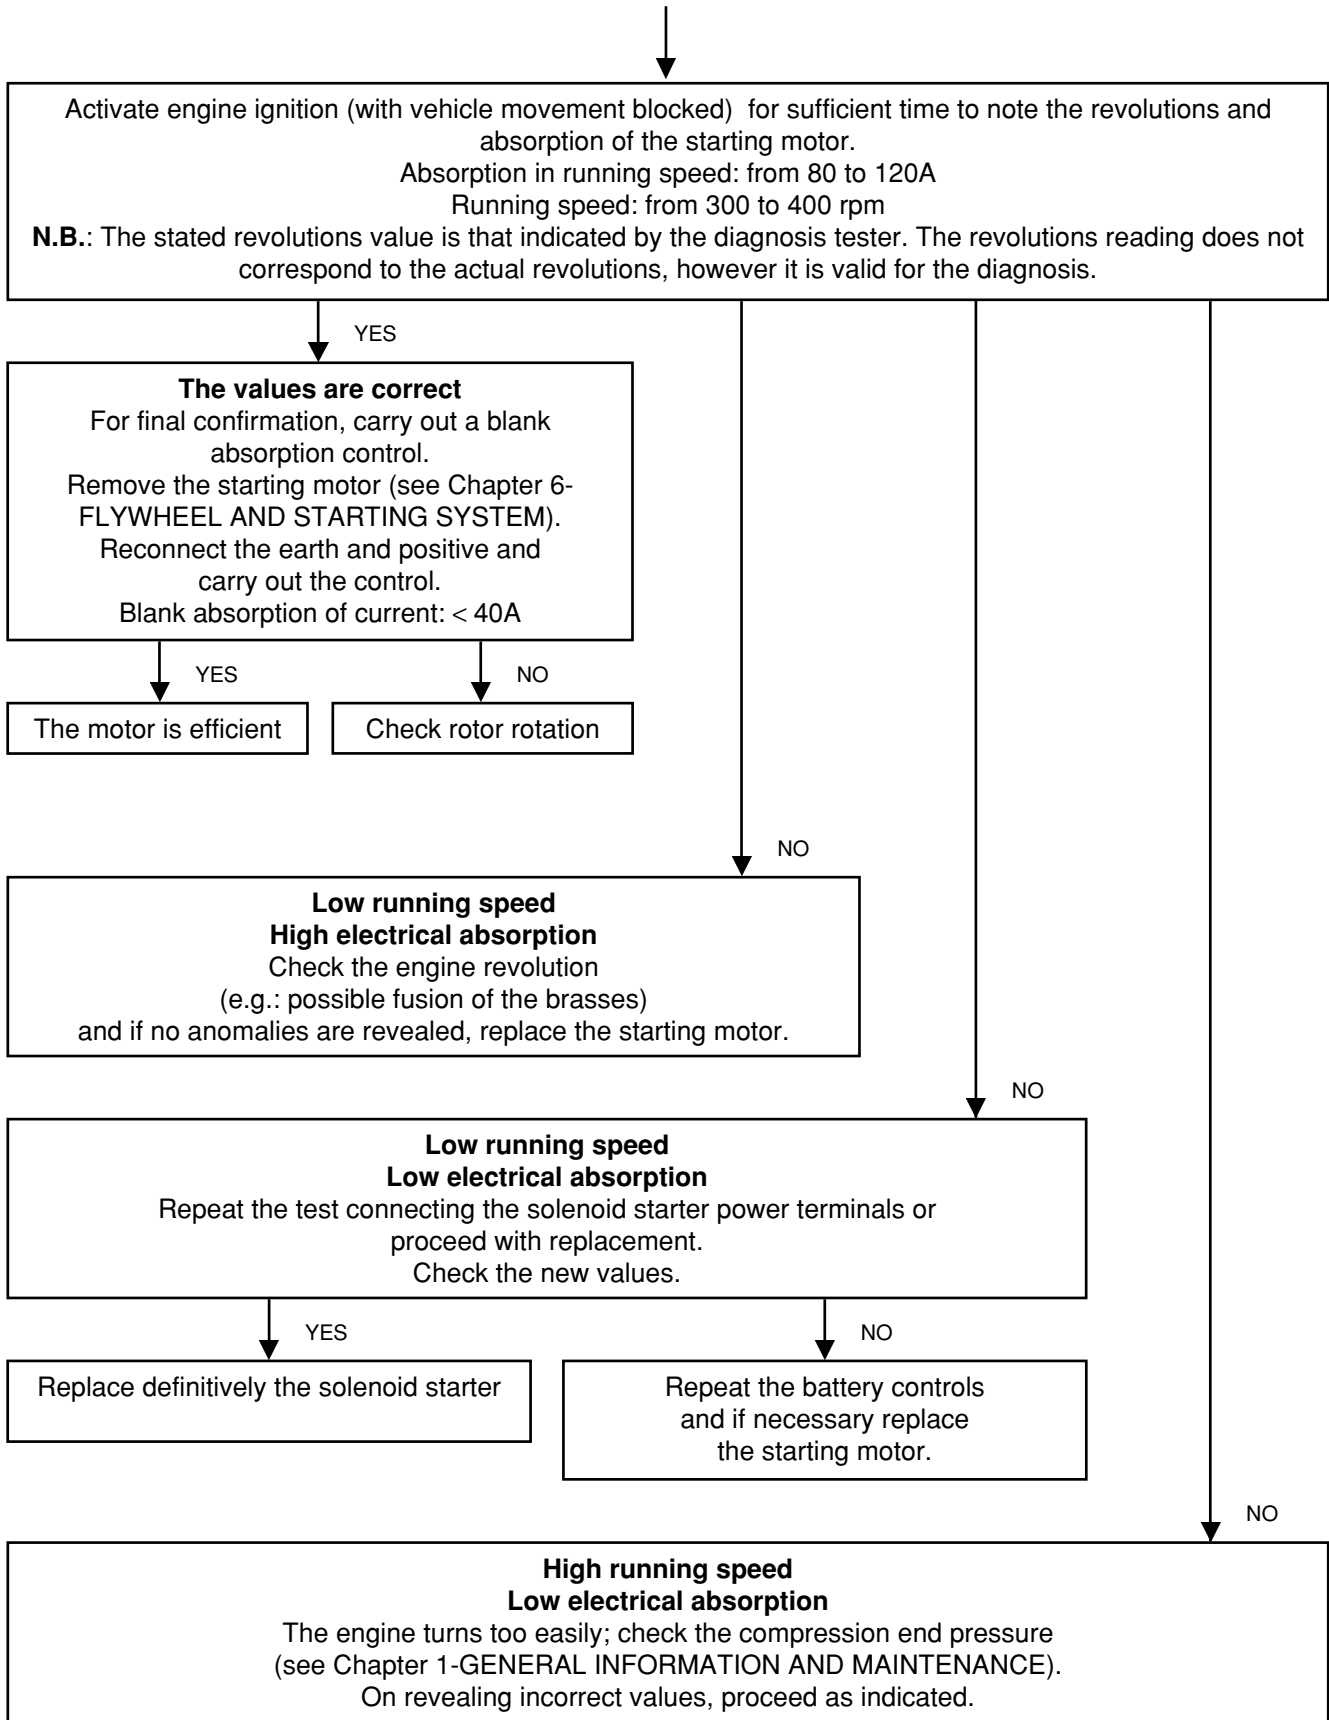 Activate engine ignition (with vehicle movement blocked)  for sufficient time to note the revolutions and
absorption of the starting motor.
Absorption in running speed: from 80 to 120A
Running speed: from 300 to 400 rpm
N.B.: The stated revolutions value is that indicated by the diagnosis tester. The revolutions reading does not
correspond to the actual revolutions, however it is valid for the diagnosis.
YES
The values are correct
For final confirmation, carry out a blank
absorption control.
Remove the starting motor (see Chapter 6-
FLYWHEEL AND STARTING SYSTEM).
Reconnect the earth and positive and
carry out the control.
Blank absorption of current: < 40A
YES
NO
The motor is efficient
Check rotor rotation
NO
Low running speed
High electrical absorption
Check the engine revolution
(e.g.: possible fusion of the brasses)
and if no anomalies are revealed, replace the starting motor.
NO
Low running speed
Low electrical absorption
Repeat the test connecting the solenoid starter power terminals or
proceed with replacement.
Check the new values.
YES
NO
Replace definitively the solenoid starter
Repeat the battery controls
and if necessary replace
the starting motor.
NO
High running speed
Low electrical absorption
The engine turns too easily; check the compression end pressure
(see Chapter 1-GENERAL INFORMATION AND MAINTENANCE).
On revealing incorrect values, proceed as indicated.